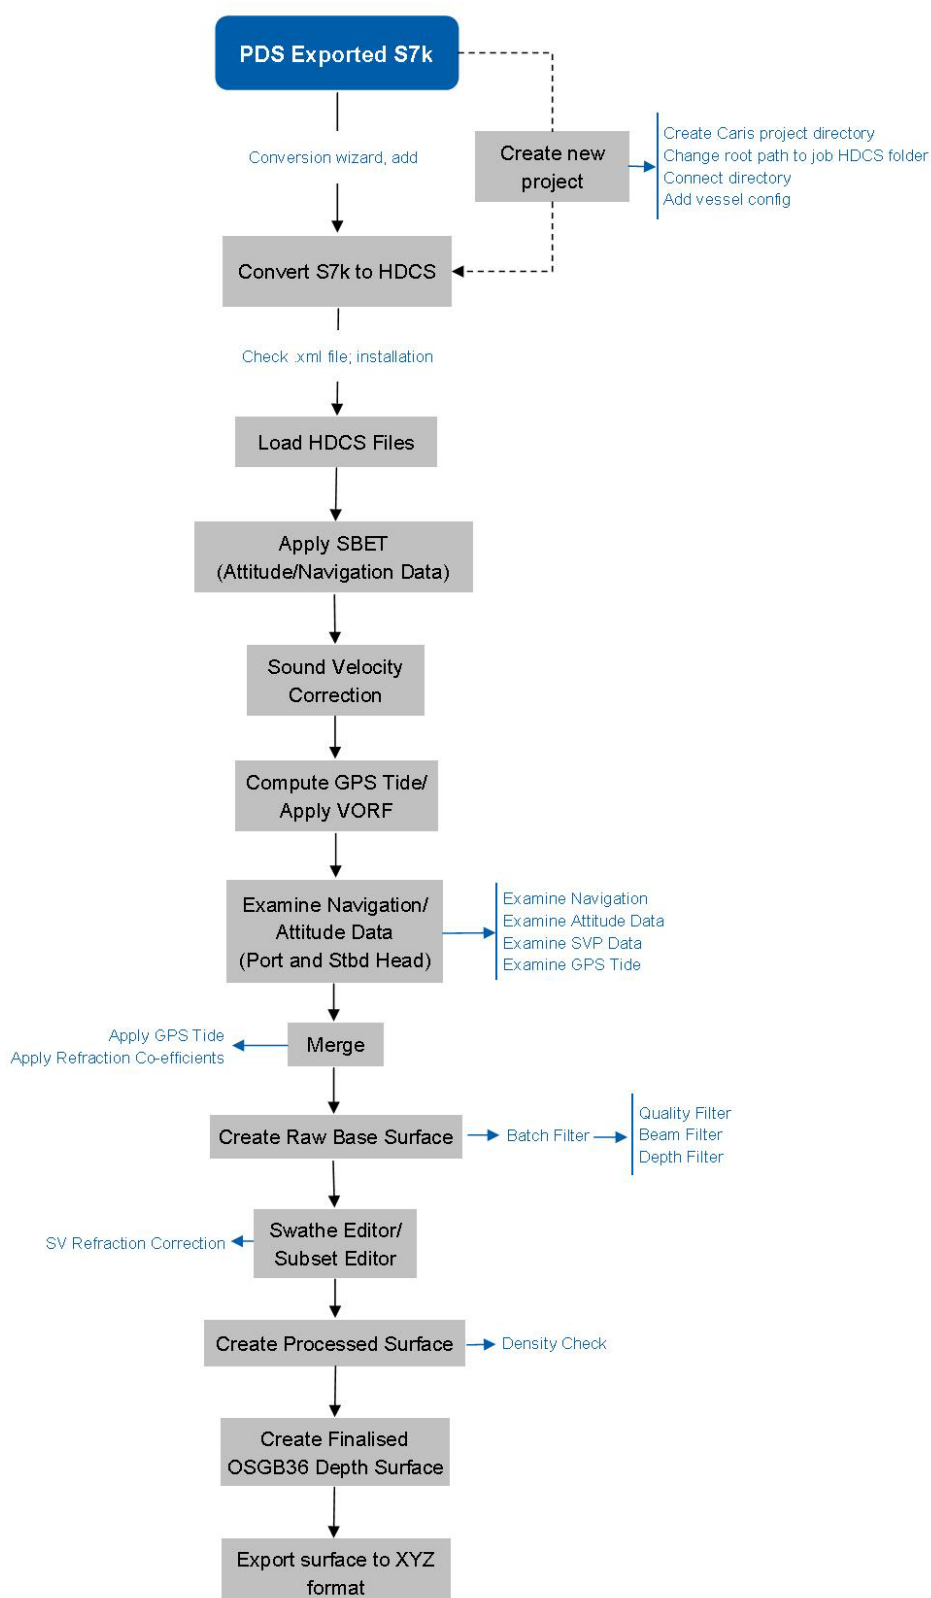 PDS Exported S7k
Conversion wizard, add
Create new
project
Create Caris project directory
Change root path to job HDCS folder
Connect directory
Add vessel config
Convert S7k to HDCS
Check .xml file; installation
Load HDCS Files
Apply SBET
(Attitude/Navigation Data)
Sound Velocity
Correction
Compute GPS Tide/
Apply VORF
Examine Navigation/
Attitude Data
(Port and Stbd Head)
Examine Navigation
Examine Attitude Data
Examine SVP Data
Examine GPS Tide
Merge
Apply GPS Tide
Apply Refraction Co-efficients
Create Raw Base Surface
Batch Filter
Quality Filter
Beam Filter
Depth Filter
Swathe Editor/
Subset Editor
SV Refraction Correction
Create Processed Surface
Density Check
Create Finalised
OSGB36 Depth Surface
Export surface to XYZ
format